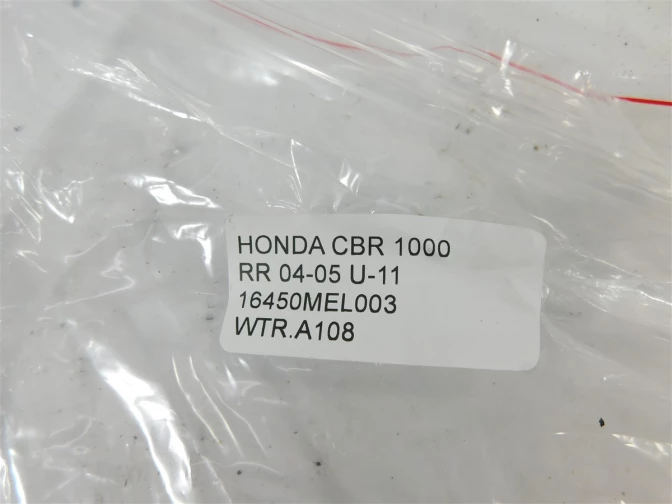 HONDA CBR 1000
RR 04-05 U-11
16450MEL003
WTR.A108